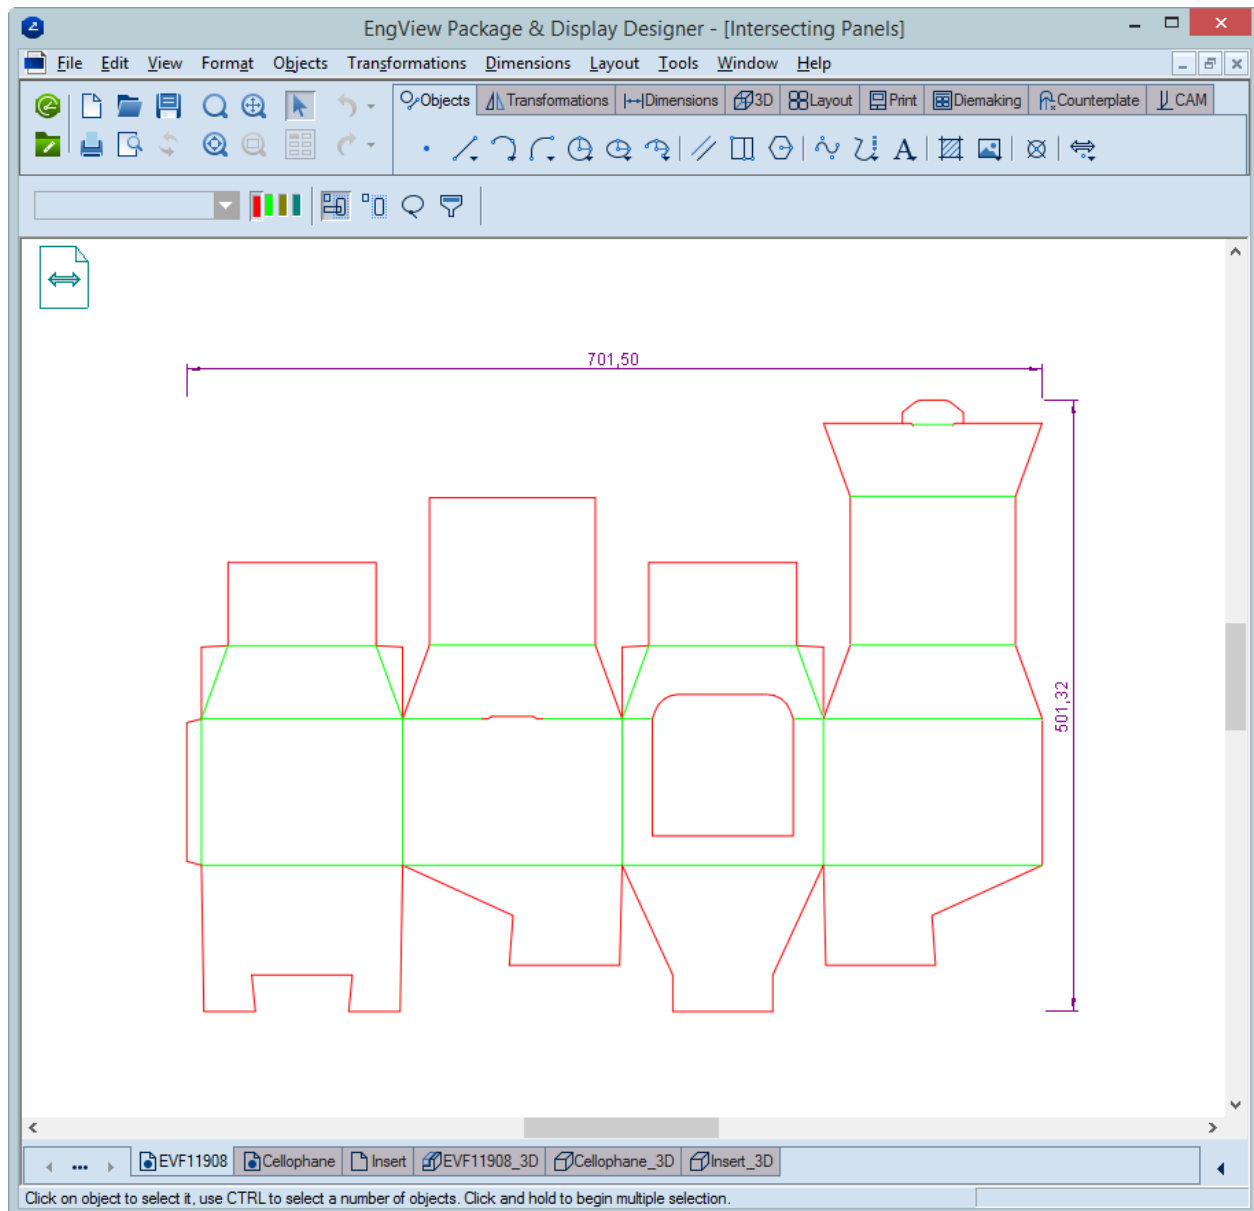 EngView Package & Display Designer - [Intersecting Panels]
File Edit View Format Objects Transformations Dimensions Layout Tools Window Help
Objects Transformations Dimensions 3D Layout Print Diemaking Counterplate CAM
701,50
501,32
EVF11908 Cellophane Insert EVF11908_3D Cellophane_3D Insert_3D
Click on object to select it, use CTRL to select a number of objects. Click and hold to begin multiple selection.